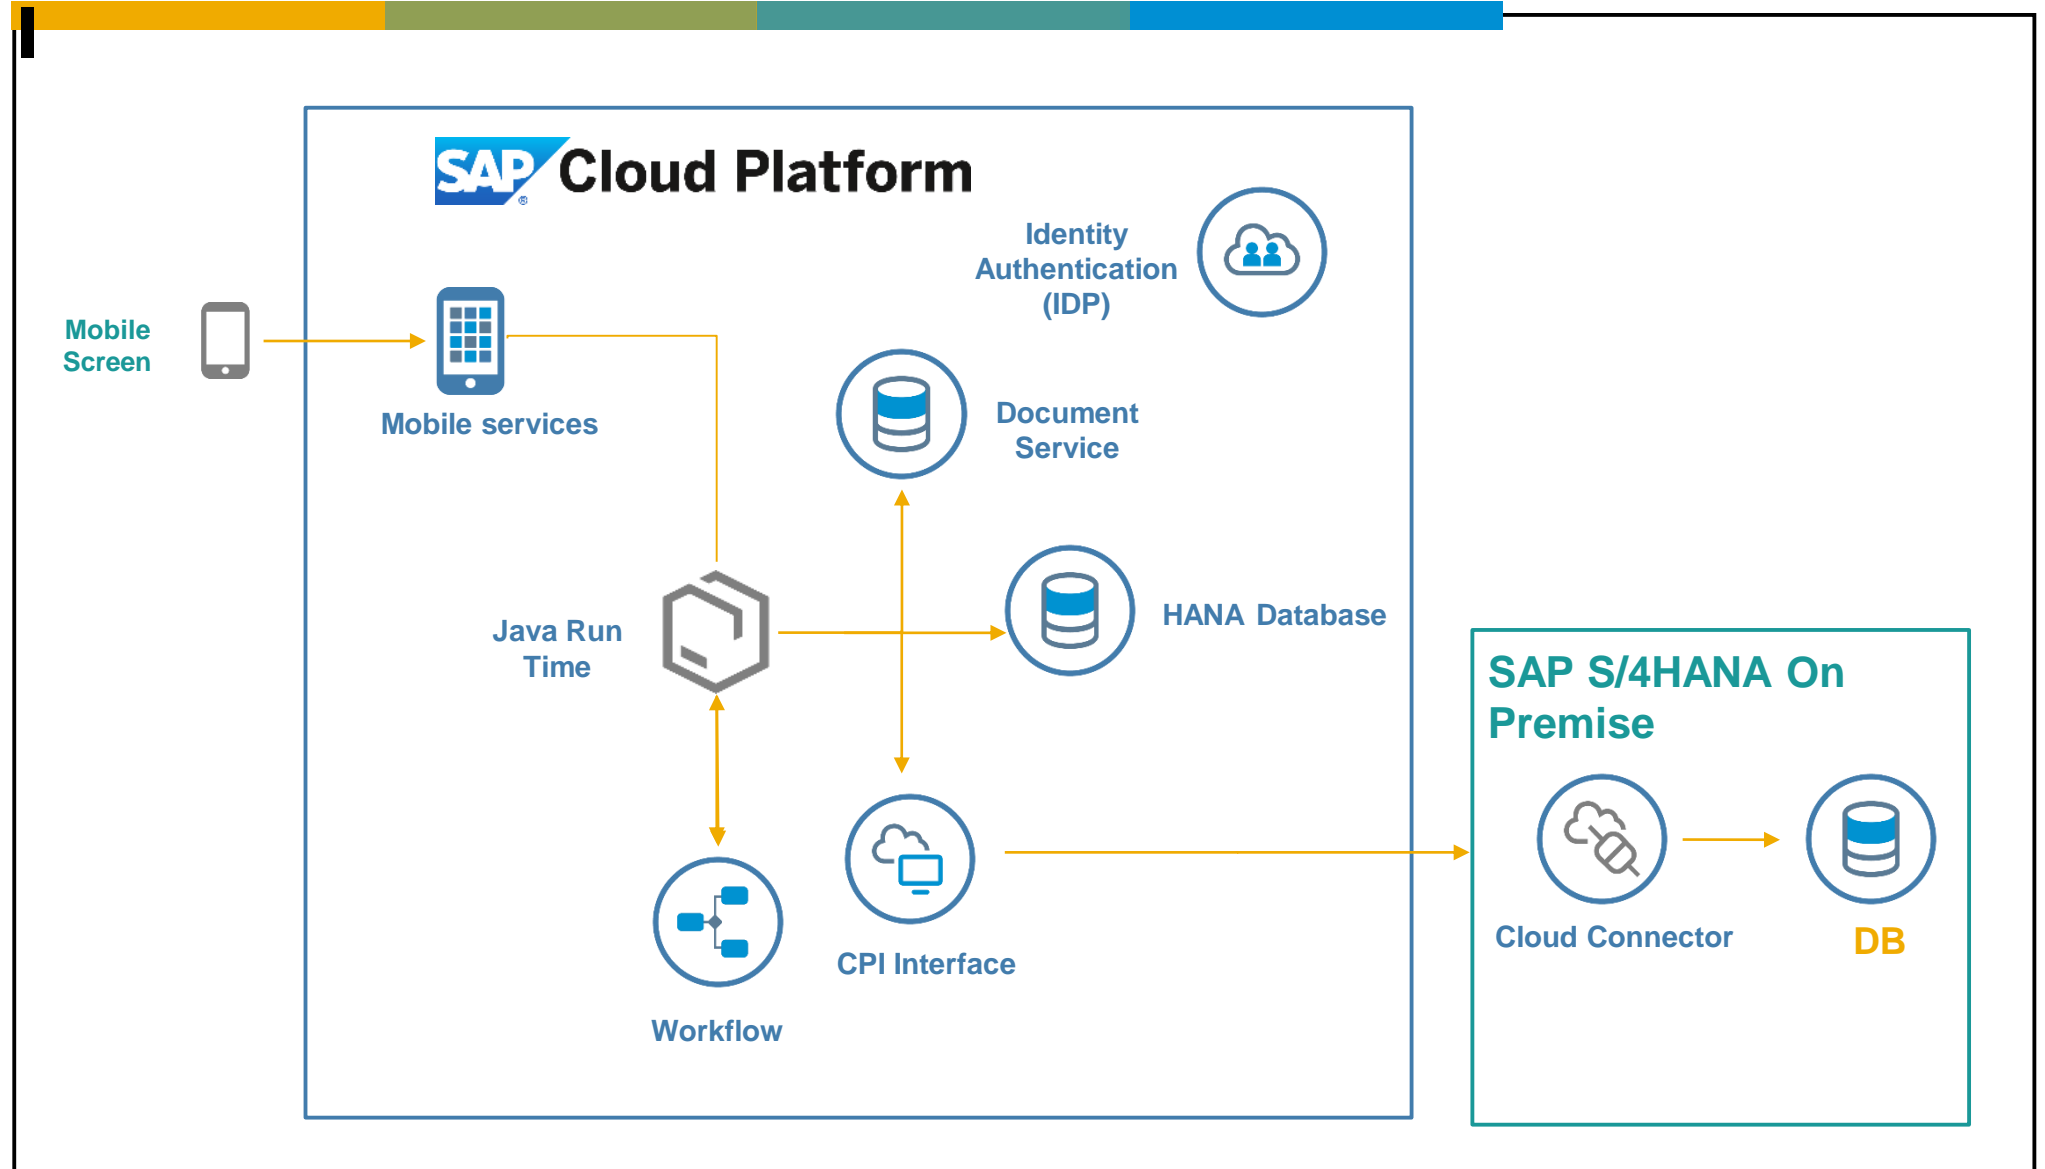 SAP Cloud Platform
®
Identity
Authentication
(IDP)
Mobile
Screen
Mobile services
Document
Service
Java Run
Time
HANA Database
SAP S/4HANA On
Premise
Cloud Connector
DB
CPI Interface
Workflow